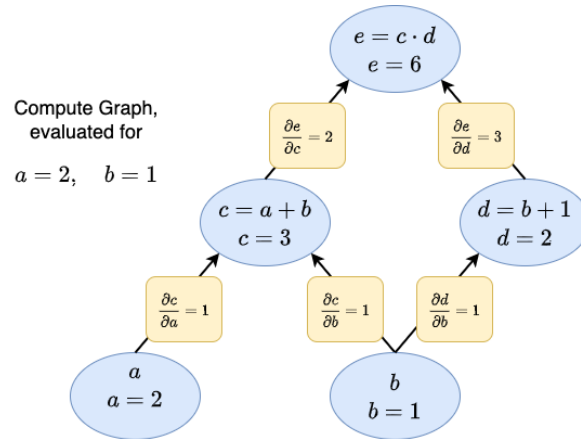 e = c · d
e = 6
Compute Graph,
evaluated for
a = 2, b = 1
∂e/∂c = 2
∂e/∂d = 3
c = a + b
c = 3
d = b + 1
d = 2
∂c/∂a = 1
∂c/∂b = 1
∂d/∂b = 1
a
a = 2
b
b = 1